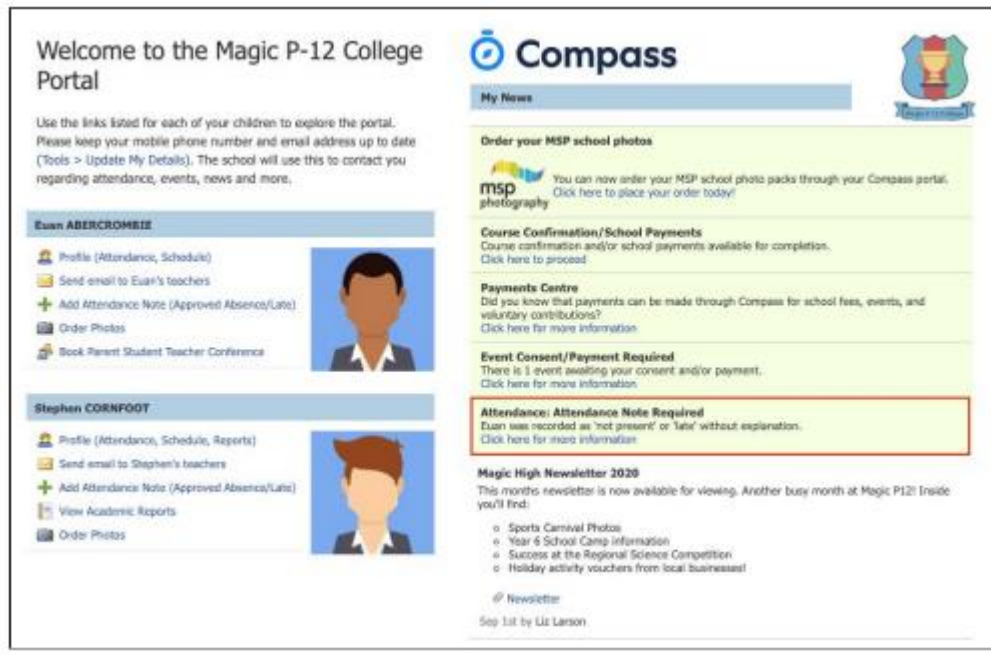 Welcome to the Magic P-12 College
Portal
Use the links listed for each of your children to explore the portal.
Please keep your mobile phone number and email address up to date
(Tools > Update My Details). The school will use this to contact you
regarding attendance, events, news and more.
Euan ABERCROMBIE
Profile (Attendance, Schedule)
Send email to Euan's teachers
Add Attendance Note (Approved Absence/Late)
Order Photos
Book Parent Student Teacher Conference
Stephen CORNFOOT
Profile (Attendance, Schedule, Reports)
Send email to Stephen's teachers
Add Attendance Note (Approved Absence/Late)
View Academic Reports
Order Photos
Compass
Magic P-12 College
My News
Order your MSP school photos
msp
photography
You can now order your MSP school photo packs through your Compass portal.
Click here to place your order today!
Course Confirmation/School Payments
Course confirmation and/or school payments available for completion.
Click here to proceed
Payments Centre
Did you know that payments can be made through Compass for school fees, events, and
voluntary contributions?
Click here for more information
Event Consent/Payment Required
There is 1 event awaiting your consent and/or payment.
Click here for more information
Attendance: Attendance Note Required
Euan was recorded as 'not present' or 'late' without explanation.
Click here for more information
Magic High Newsletter 2020
This months newsletter is now available for viewing. Another busy month at Magic P12! Inside
you'll find:
Sports Carnival Photos
Year 6 School Camp information
Success at the Regional Science Competition
Holiday activity vouchers from local businesses!
Newsletter
Sep 1st by Liz Larson